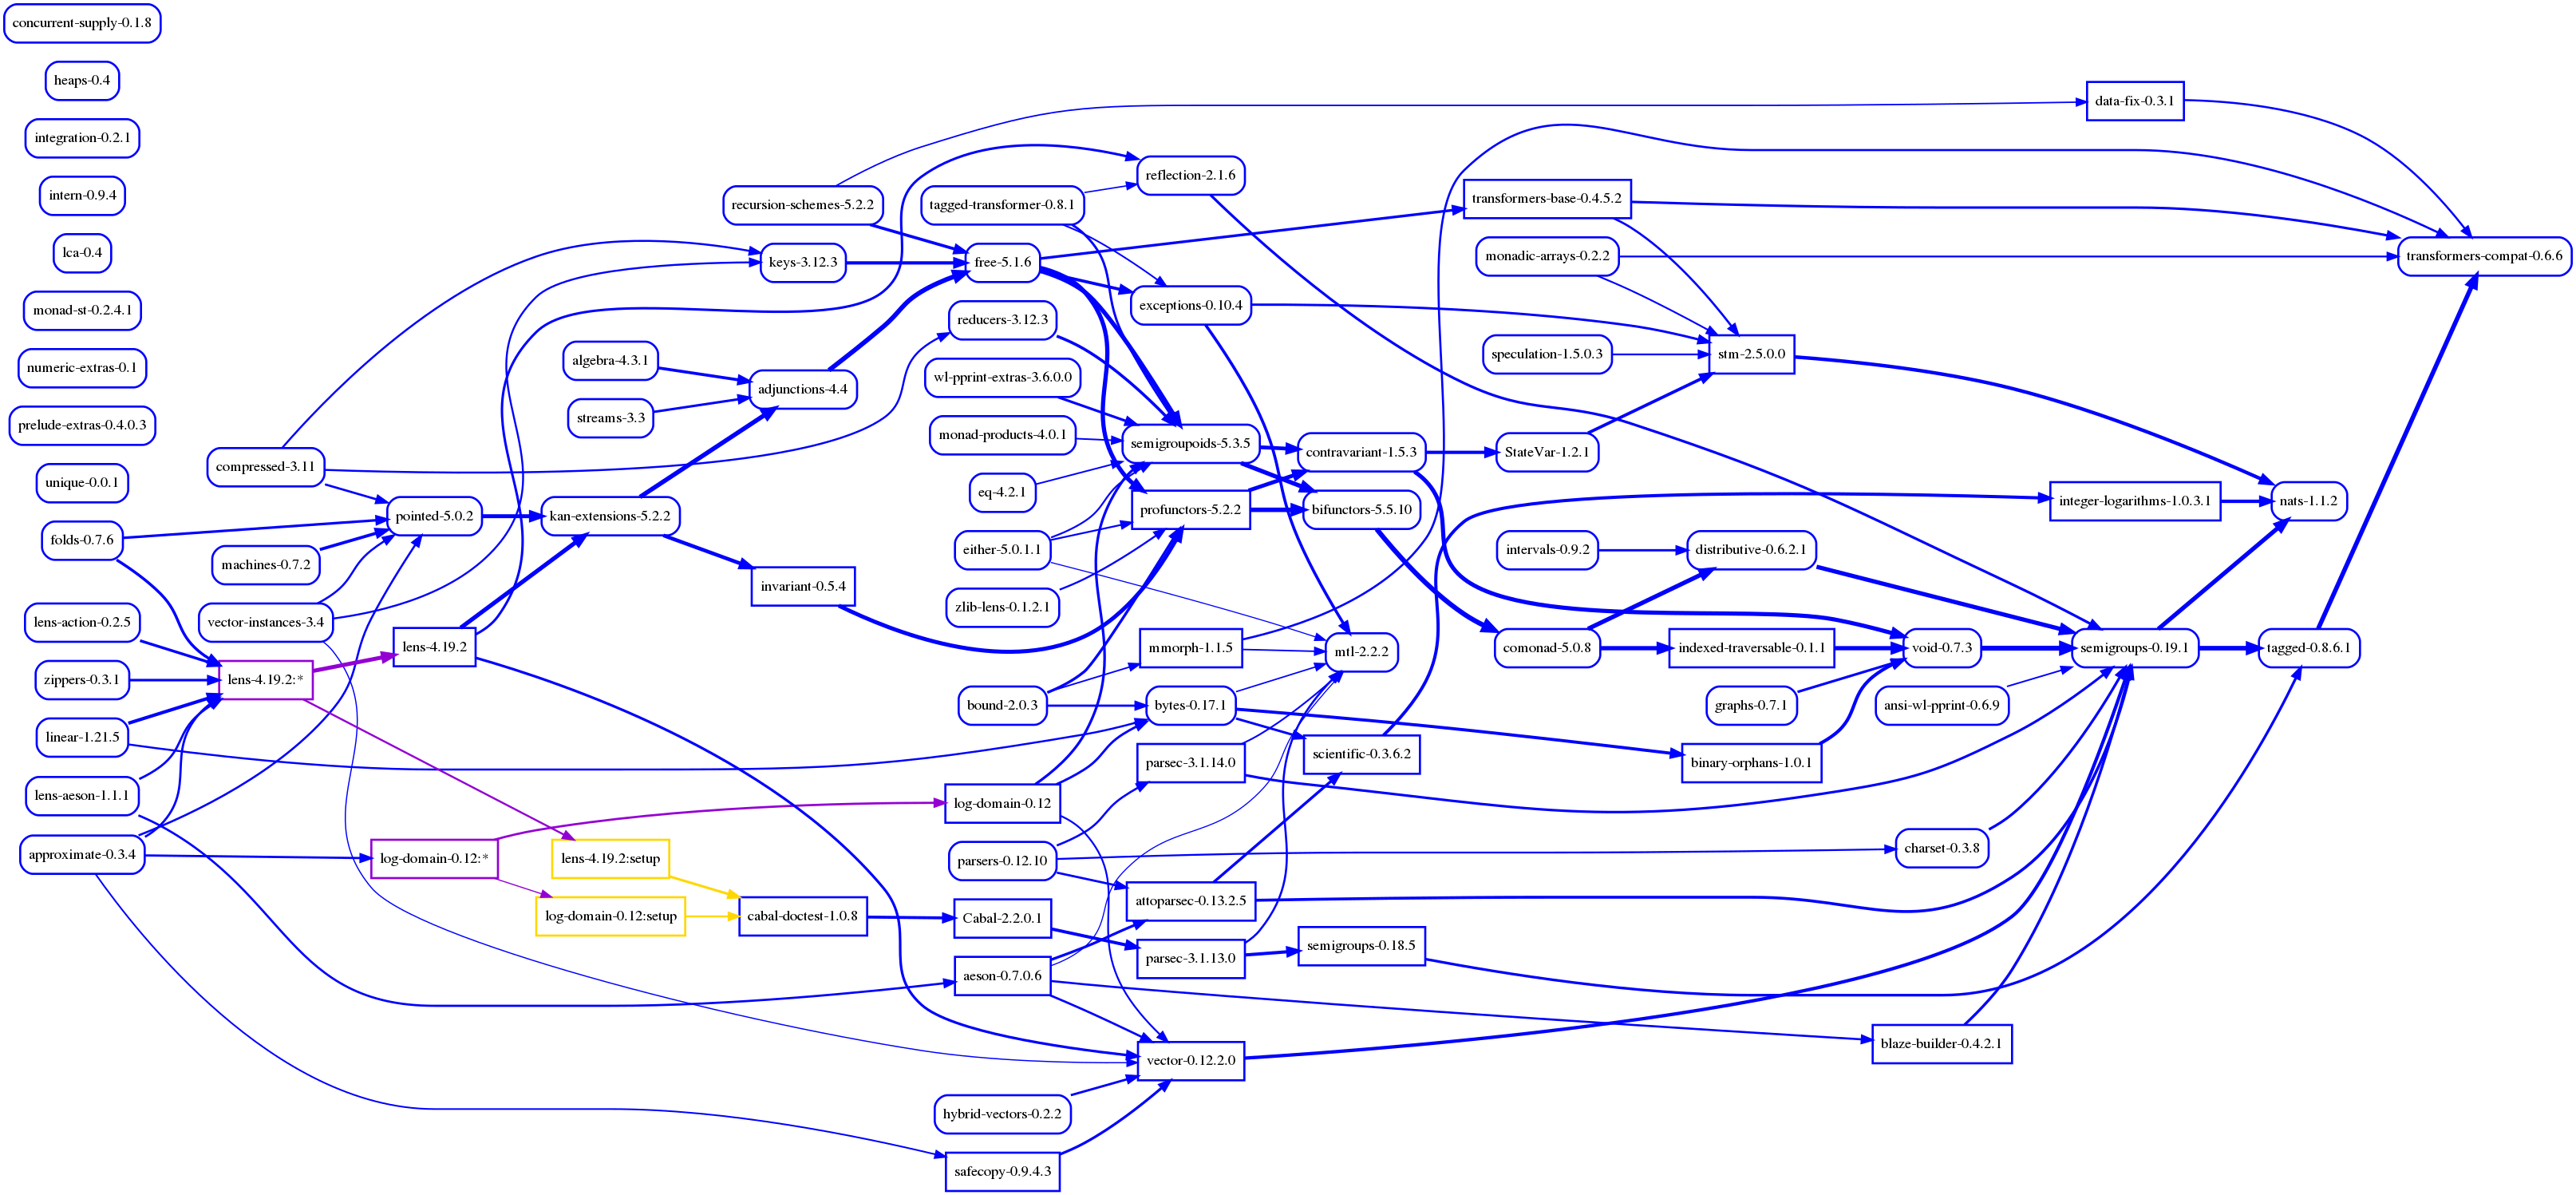 concurrent-supply-0.1.8
heaps-0.4
integration-0.2.1
intern-0.9.4
lca-0.4
monad-st-0.2.4.1
numeric-extras-0.1
prelude-extras-0.4.0.3
unique-0.0.1
folds-0.7.6
lens-action-0.2.5
zippers-0.3.1
linear-1.21.5
lens-aeson-1.1.1
approximate-0.3.4
compressed-3.11
machines-0.7.2
vector-instances-3.4
lens-4.19.2:*
pointed-5.0.2
lens-4.19.2
log-domain-0.12:*
algebra-4.3.1
streams-3.3
kan-extensions-5.2.2
lens-4.19.2:setup
log-domain-0.12:setup
recursion-schemes-5.2.2
keys-3.12.3
adjunctions-4.4
invariant-0.5.4
cabal-doctest-1.0.8
tagged-transformer-0.8.1
free-5.1.6
reducers-3.12.3
wl-pprint-extras-3.6.0.0
monad-products-4.0.1
eq-4.2.1
either-5.0.1.1
zlib-lens-0.1.2.1
bound-2.0.3
log-domain-0.12
parsers-0.12.10
Cabal-2.2.0.1
aeson-0.7.0.6
hybrid-vectors-0.2.2
safecopy-0.9.4.3
reflection-2.1.6
exceptions-0.10.4
semigroupoids-5.3.5
profunctors-5.2.2
mmorph-1.1.5
bytes-0.17.1
parsec-3.1.14.0
attoparsec-0.13.2.5
parsec-3.1.13.0
vector-0.12.2.0
contravariant-1.5.3
bifunctors-5.5.10
mtl-2.2.2
scientific-0.3.6.2
semigroups-0.18.5
transformers-base-0.4.5.2
monadic-arrays-0.2.2
speculation-1.5.0.3
StateVar-1.2.1
intervals-0.9.2
comonad-5.0.8
stm-2.5.0.0
distributive-0.6.2.1
indexed-traversable-0.1.1
graphs-0.7.1
binary-orphans-1.0.1
void-0.7.3
ansi-wl-pprint-0.6.9
charset-0.3.8
blaze-builder-0.4.2.1
data-fix-0.3.1
integer-logarithms-1.0.3.1
semigroups-0.19.1
nats-1.1.2
tagged-0.8.6.1
transformers-compat-0.6.6